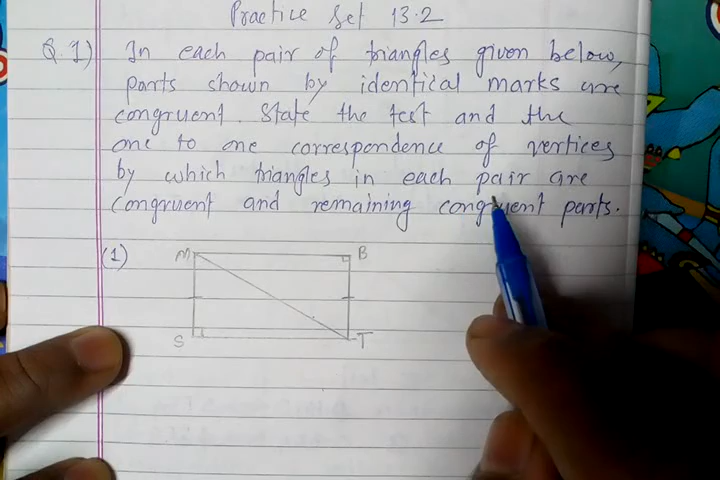 Practice Set 13.2
Q.1) In each pair of triangles given below,
parts shown by identical marks are
congruent. State the test and the
one to one correspondence of vertices
by which triangles in each pair are
congruent and remaining congruent parts.
(1) M B
S T